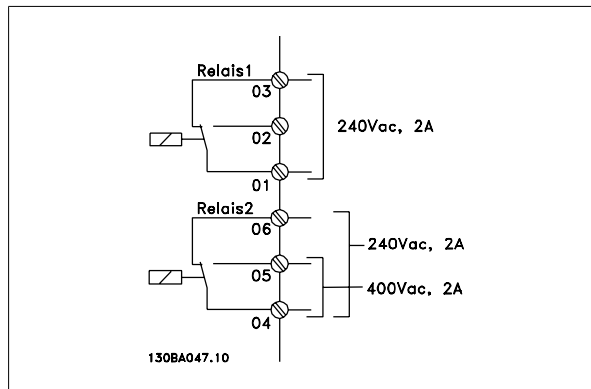 Relais1
03
02
240Vac, 2A
01
Relais2
06
240Vac, 2A
05
400Vac, 2A
04
130BA047.10